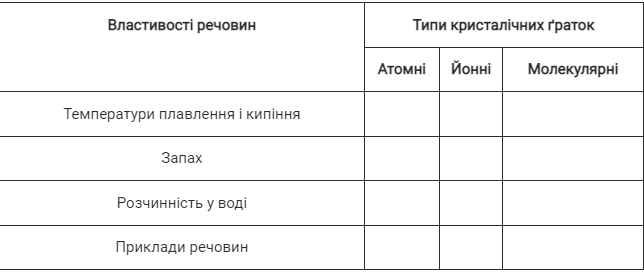 Властивості речовин
Типи кристалічних ґраток
Атомні
Йонні
Молекулярні
Температури плавлення і кипіння
Запах
Розчинність у воді
Приклади речовин